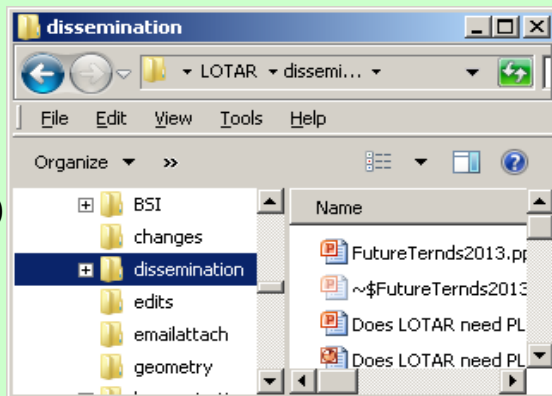 dissemination
LOTAR dissemi...
File Edit View Tools Help
Organize »
BSI
changes
dissemination
edits
emailattach
geometry
Name
FutureTernds2013.pp
~$FutureTernds2013
Does LOTAR need PL
Does LOTAR need PL